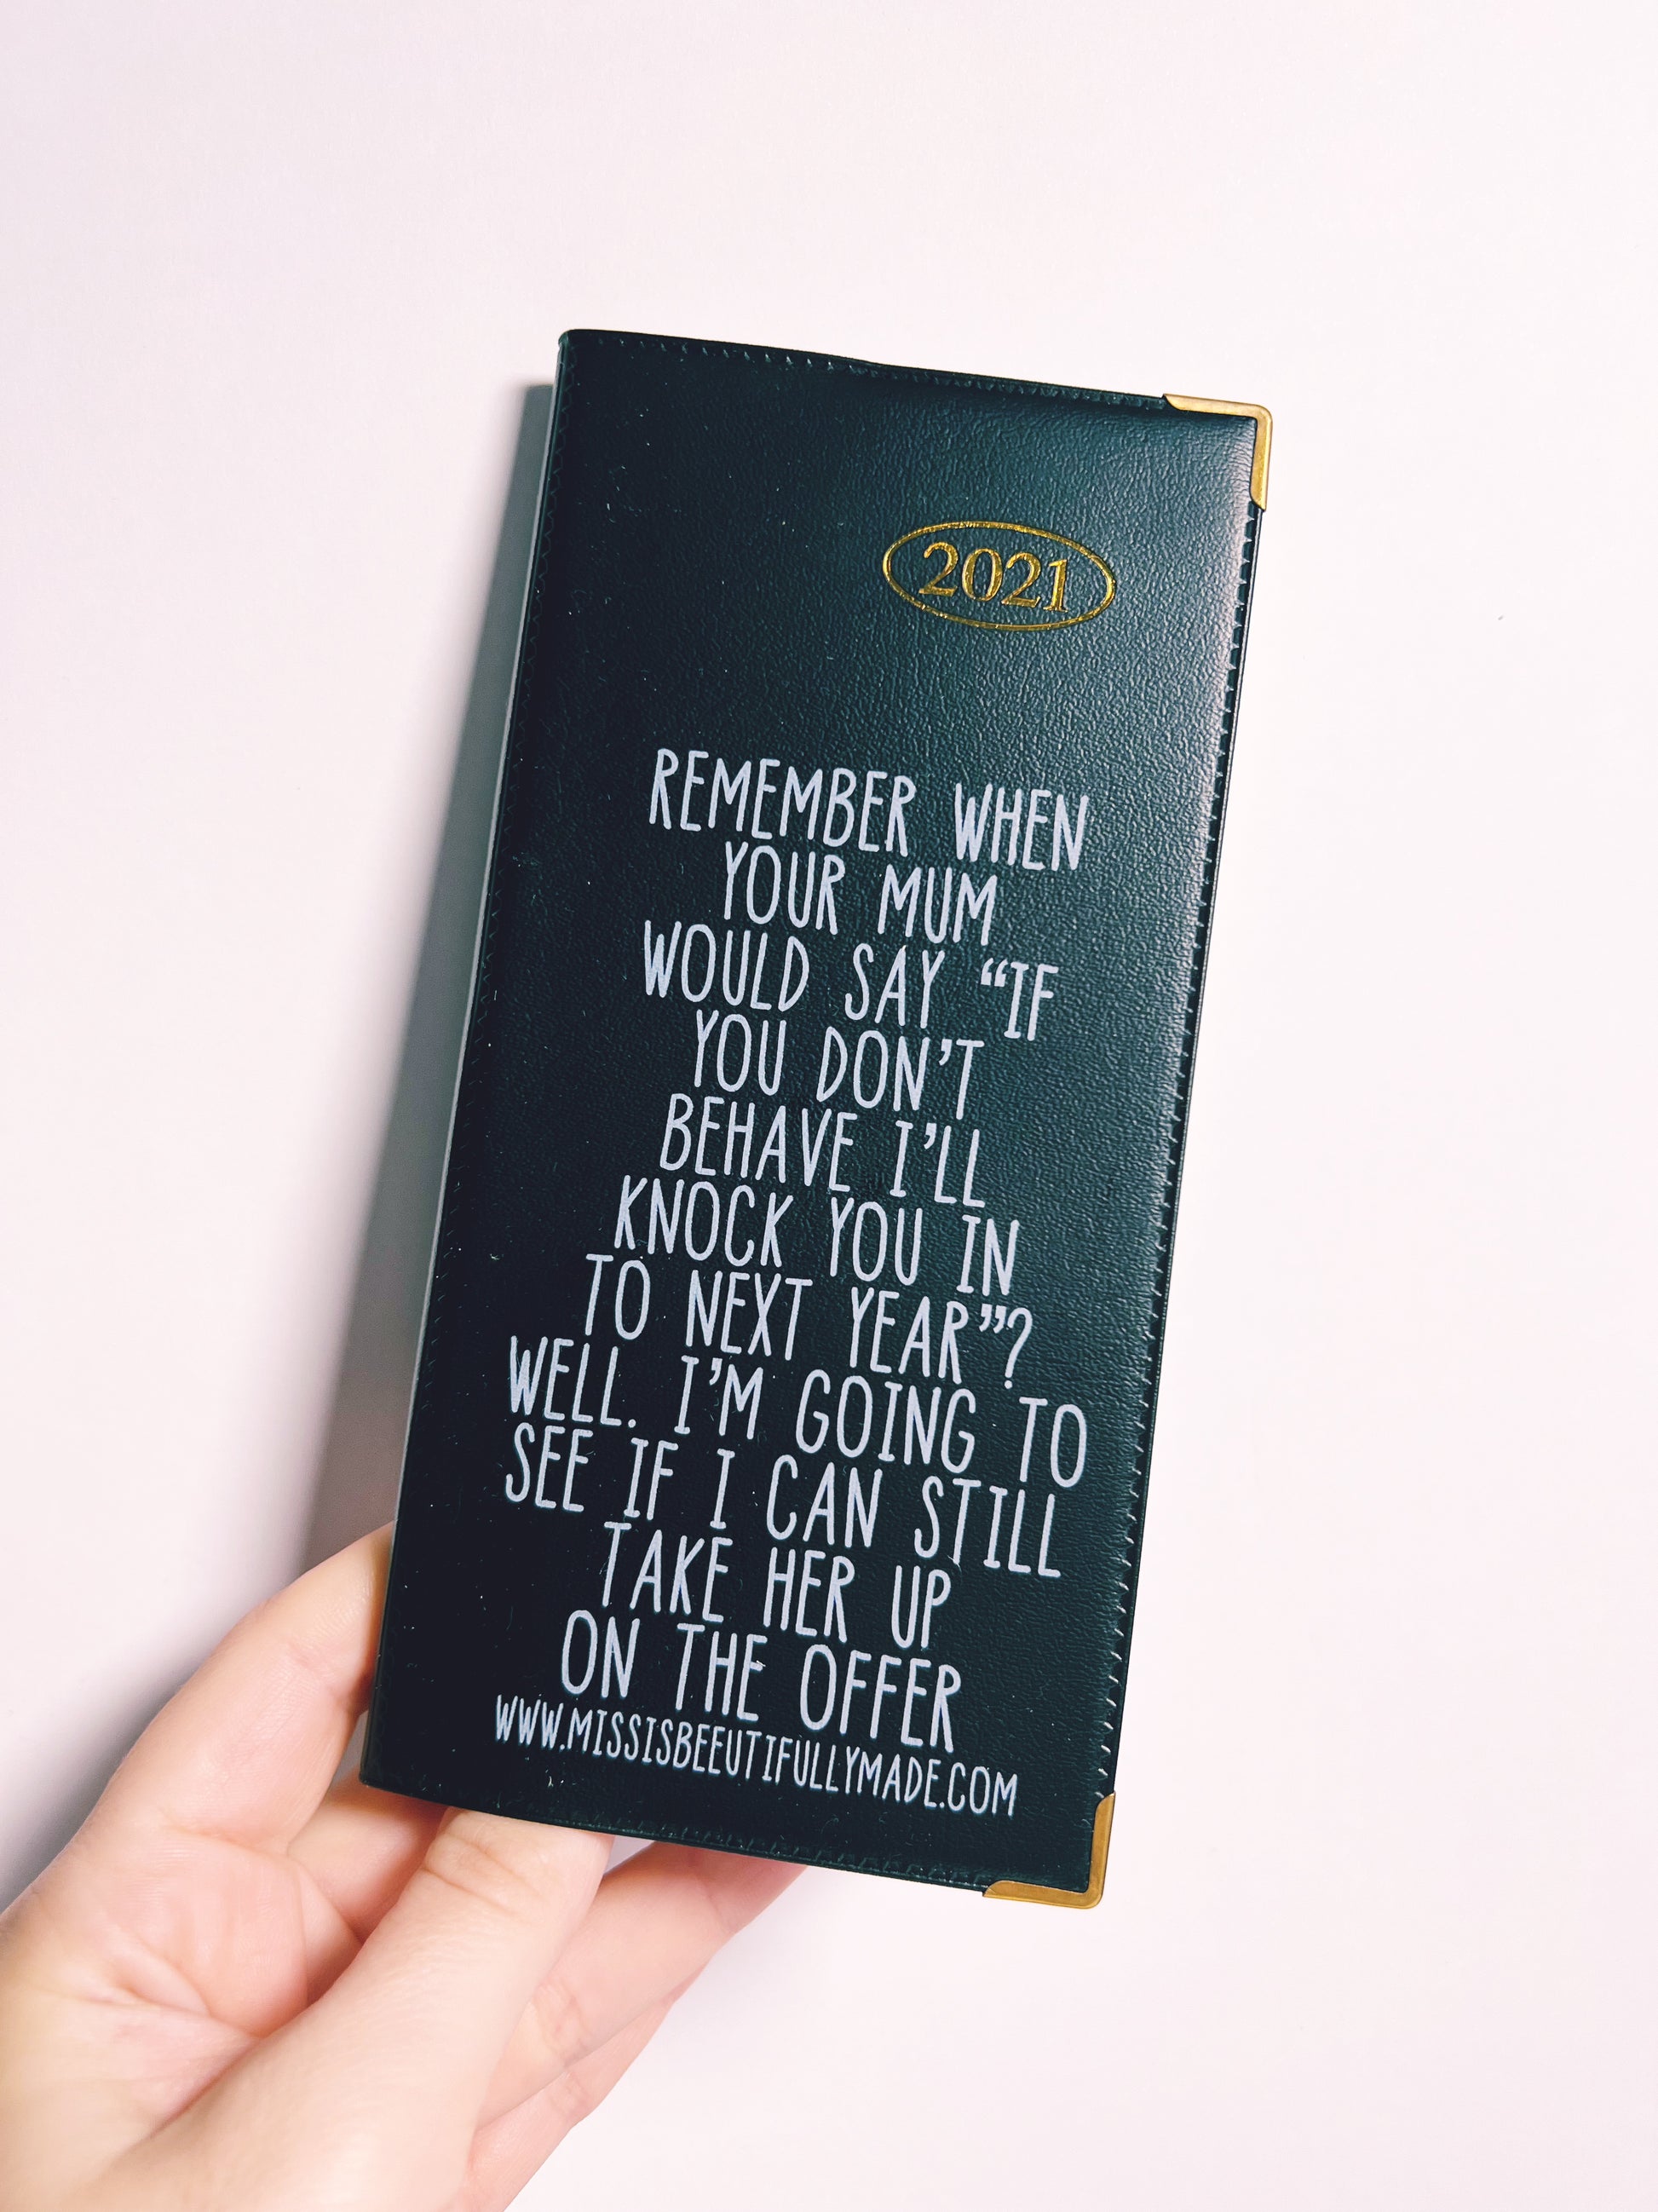 2021
REMEMBER WHEN
YOUR MUM
WOULD SAY “IF
YOU DON’T
BEHAVE I’LL
KNOCK YOU IN
TO NEXT YEAR”?
WELL. I’M GOING TO
SEE IF I CAN STILL
TAKE HER UP
ON THE OFFER
WWW.MISSISBEEUTIFULLYMADE.COM